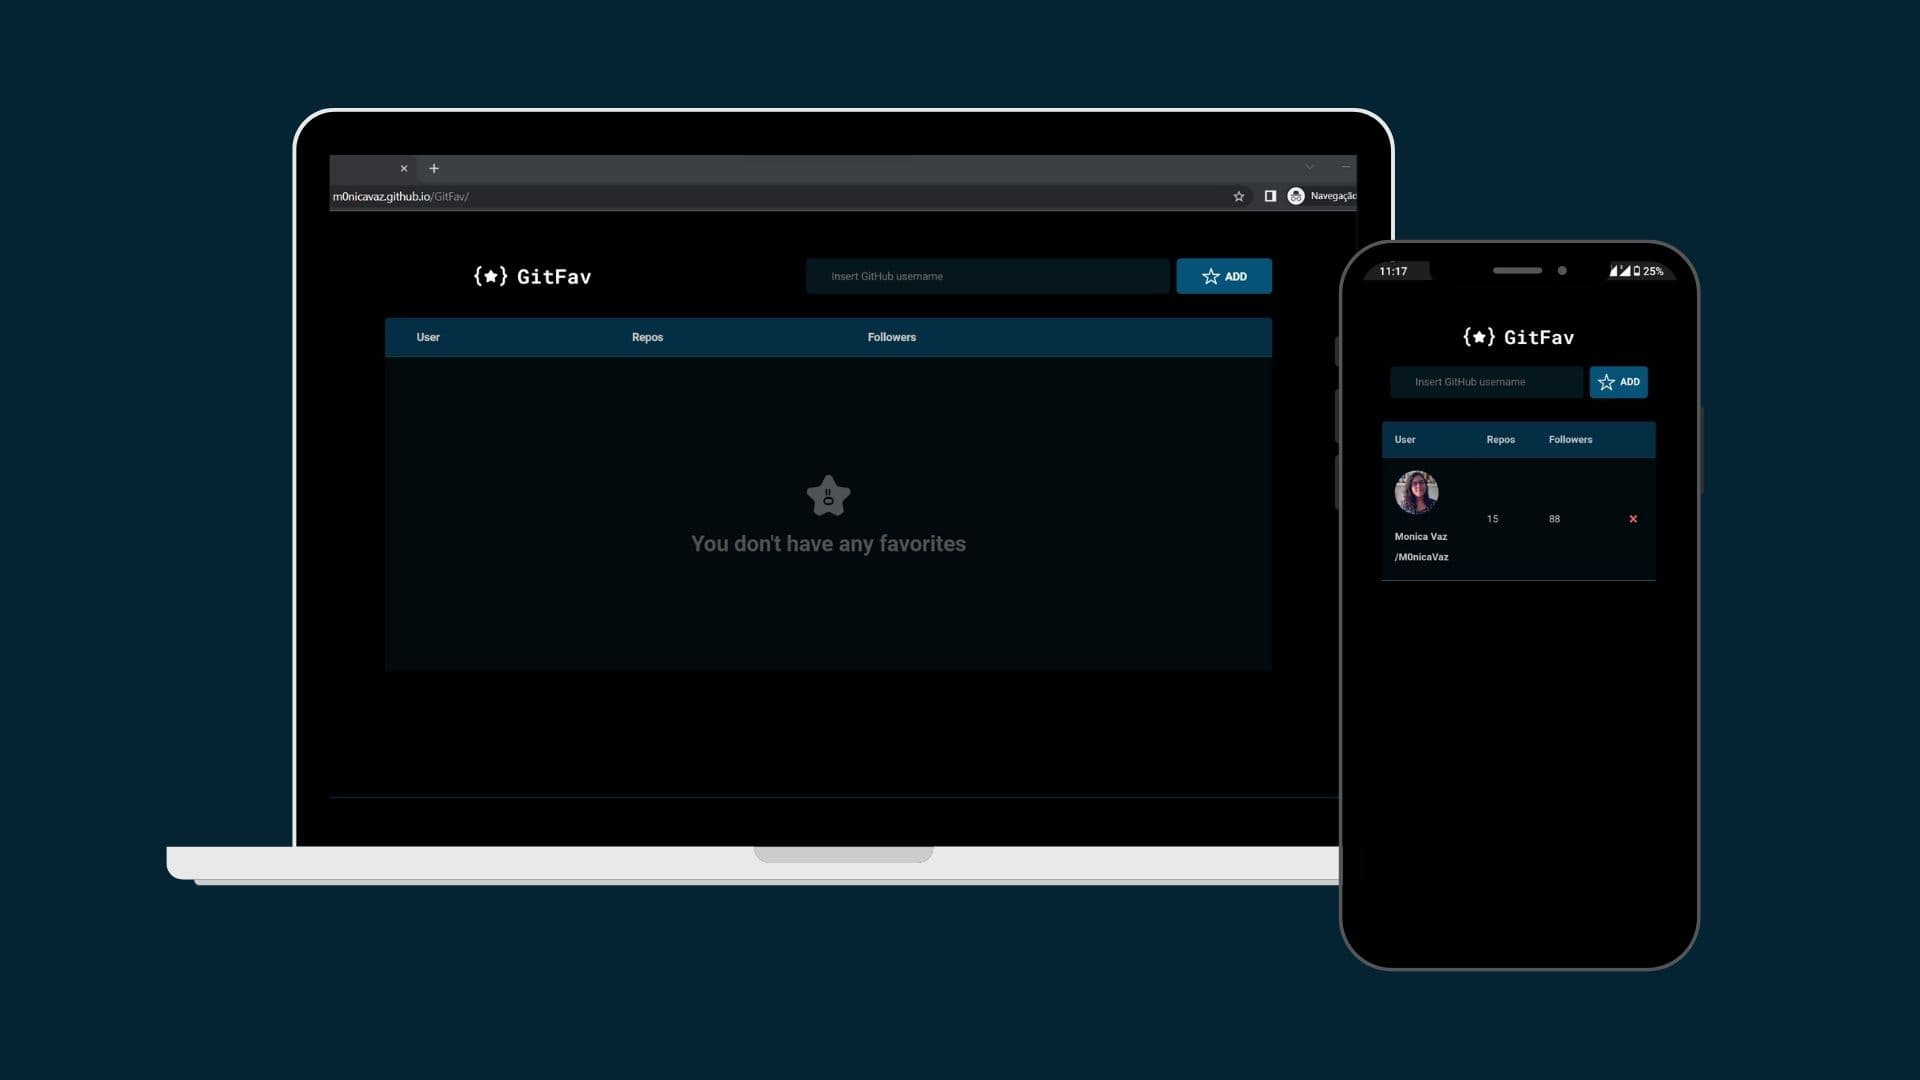 m0nicavaz.github.io/GitFav/
Navegação
{★} GitFav
Insert GitHub username
ADD
User Repos Followers
You don't have any favorites
11:17
25%
{★} GitFav
Insert GitHub username
ADD
User Repos Followers
15 88
Monica Vaz
/M0nicaVaz